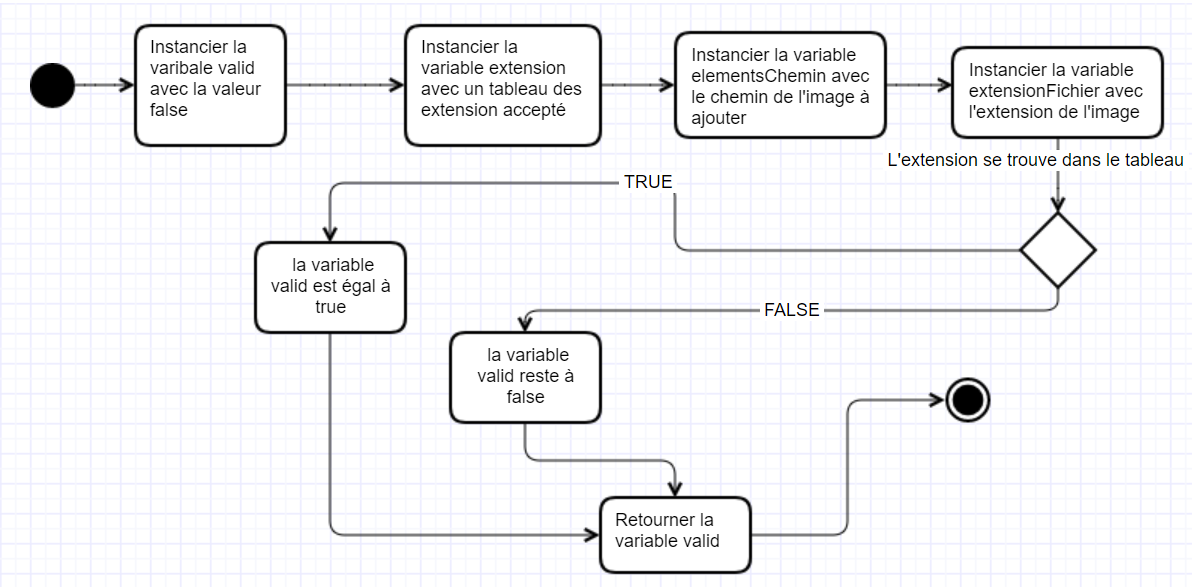 Instancier la
varibale valid
avec la valeur
false
Instancier la
variable extension
avec un tableau des
extension accepté
Instancier la variable
elementsChemin avec
le chemin de l'image à
ajouter
Instancier la variable
extensionFichier avec
l'extension de l'image
L'extension se trouve dans le tableau
TRUE
la variable
valid est égal à
true
FALSE
la variable
valid reste à
false
Retourner la
variable valid